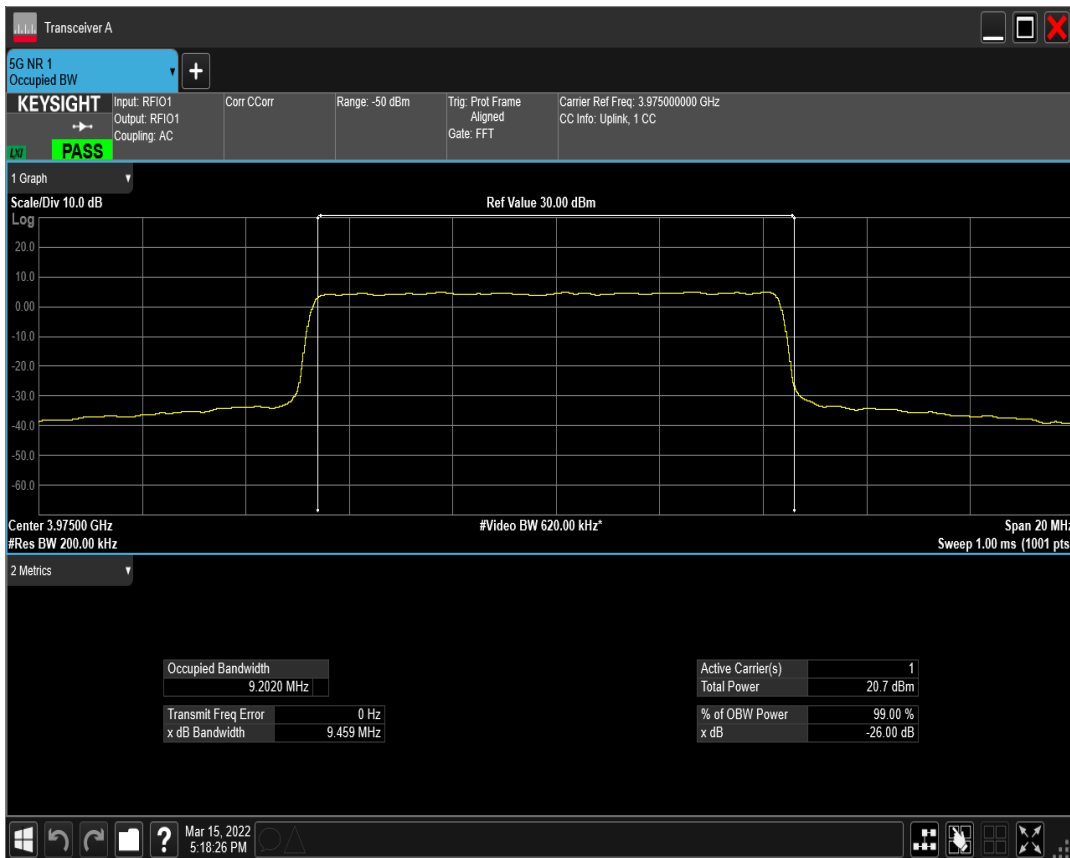 Transceiver A
5G NR 1
Occupied BW
+
KEYSIGHT
LXI
PASS
Input: RFIO1
Output: RFIO1
Coupling: AC
Corr CCorr
Range: -50 dBm
Trig: Prot Frame
Aligned
Gate: FFT
Carrier Ref Freq: 3.975000000 GHz
CC Info: Uplink, 1 CC
1 Graph
Scale/Div 10.0 dB
Ref Value 30.00 dBm
Log
20.0
10.0
0.00
-10.0
-20.0
-30.0
-40.0
-50.0
-60.0
Center 3.97500 GHz
#Video BW 620.00 kHz*
Span 20 MHz
#Res BW 200.00 kHz
Sweep 1.00 ms (1001 pts
2 Metrics
Occupied Bandwidth
9.2020 MHz
Transmit Freq Error 0 Hz
x dB Bandwidth 9.459 MHz
Active Carrier(s) 1
Total Power 20.7 dBm
% of OBW Power 99.00 %
x dB -26.00 dB
?
Mar 15, 2022
5:18:26 PM